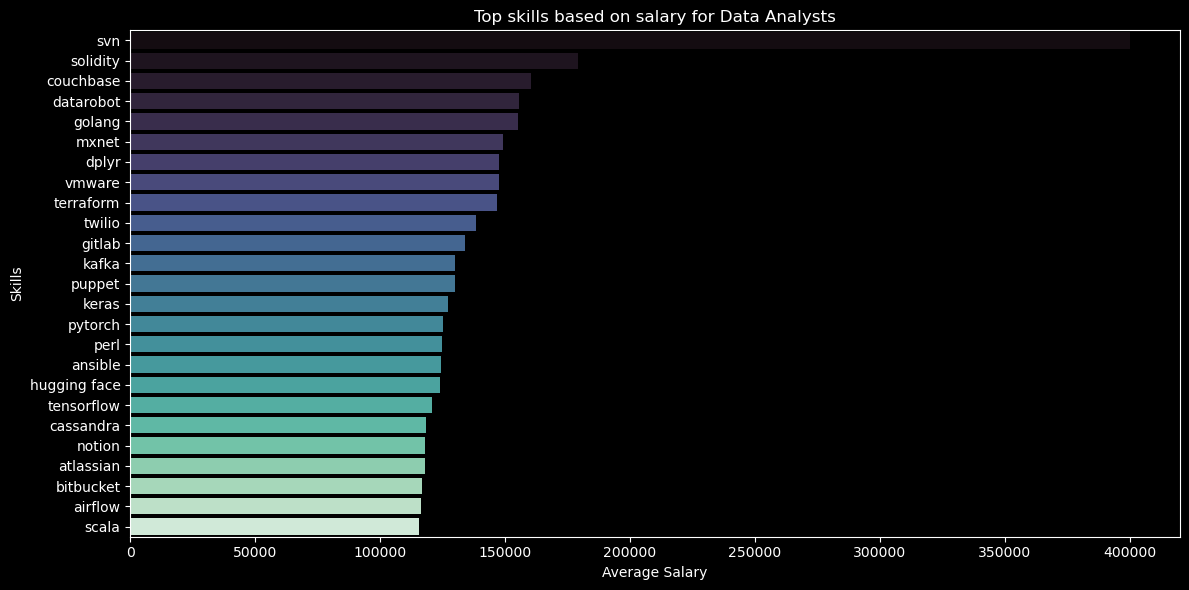 Top skills based on salary for Data Analysts
Skills
svn
solidity
couchbase
datarobot
golang
mxnet
dplyr
vmware
terraform
twilio
gitlab
kafka
puppet
keras
pytorch
perl
ansible
hugging face
tensorflow
cassandra
notion
atlassian
bitbucket
airflow
scala
0 50000 100000 150000 200000 250000 300000 350000 400000
Average Salary